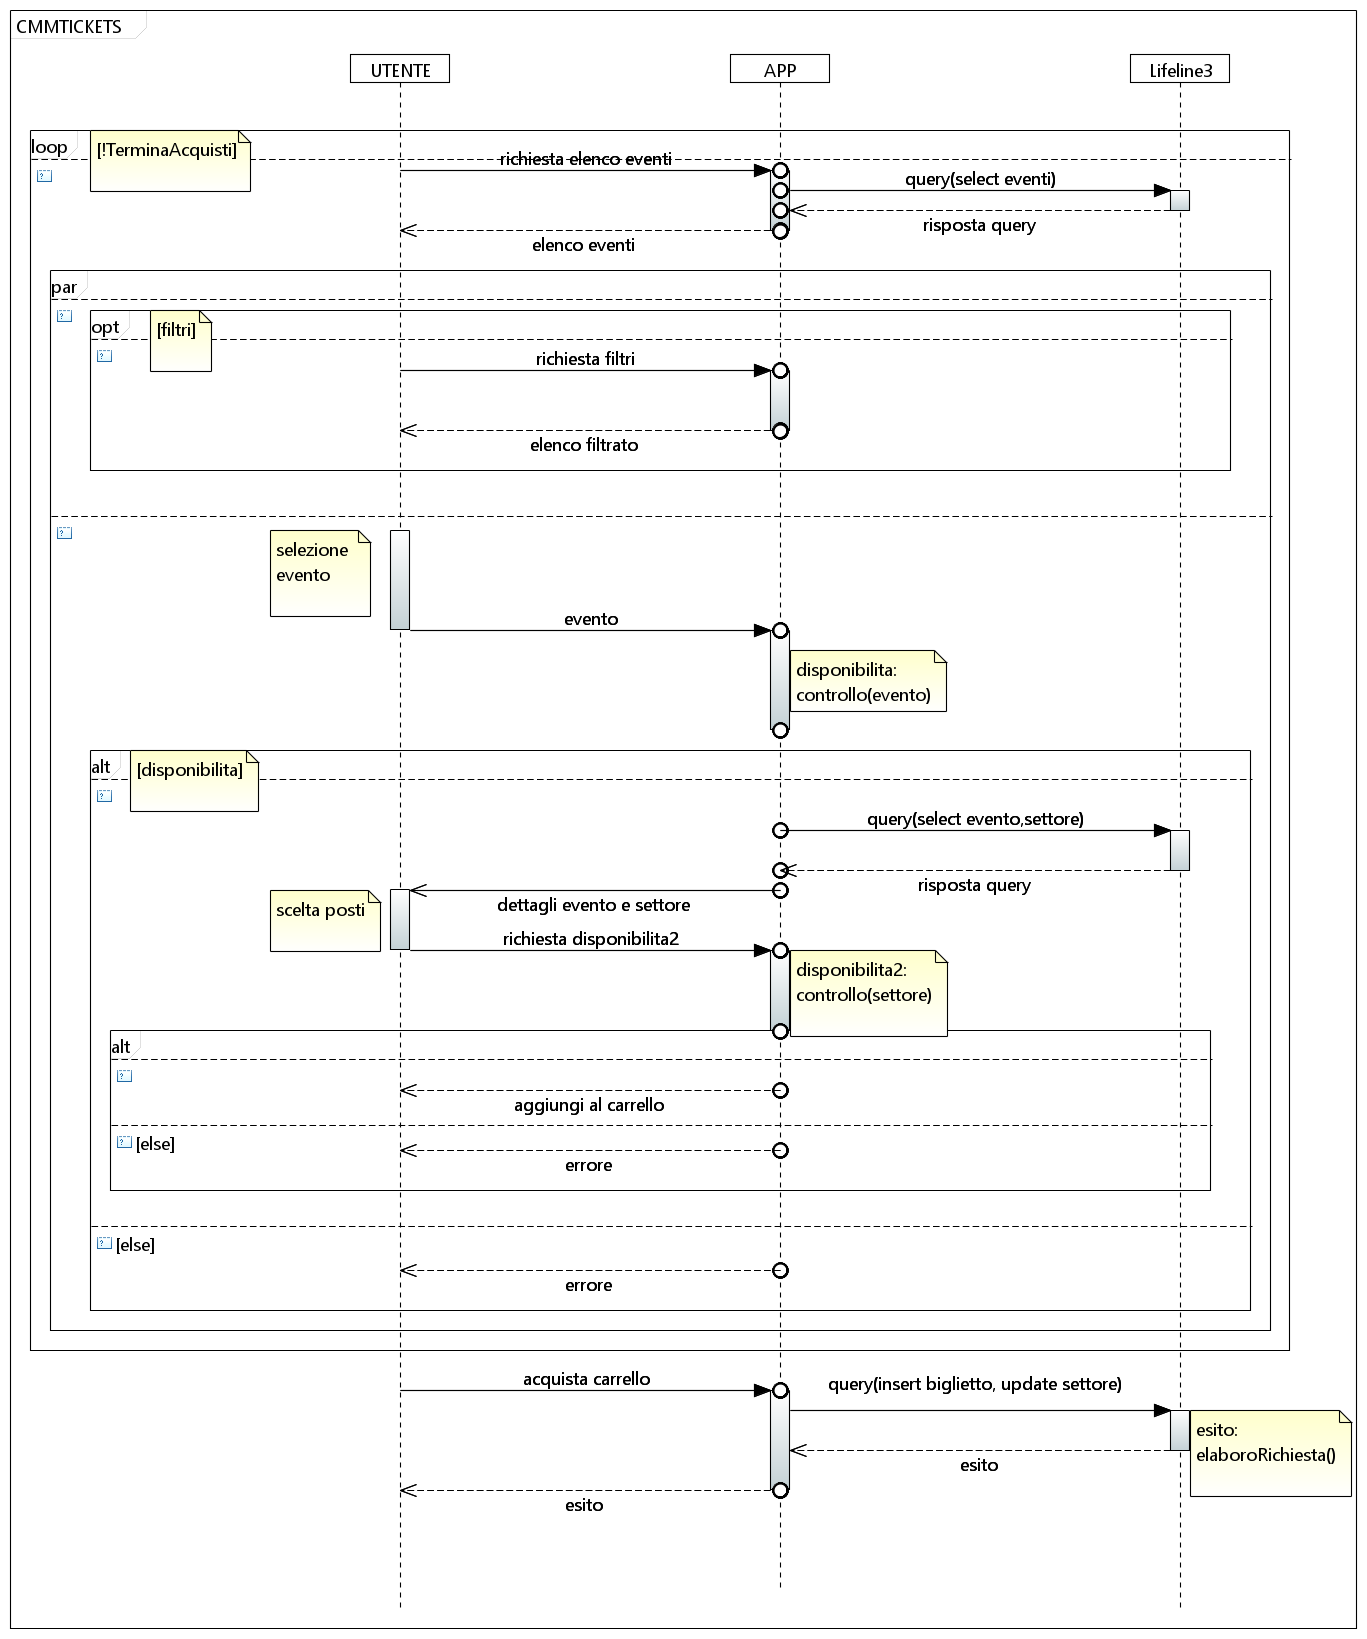 CMMTICKETS
UTENTE
APP
Lifeline3
loop
[!TerminaAcquisti]
richiesta elenco eventi
query(select eventi)
risposta query
elenco eventi
par
opt
[filtri]
richiesta filtri
elenco filtrato
selezione
evento
evento
disponibilita:
controllo(evento)
alt
[disponibilita]
query(select evento,settore)
risposta query
dettagli evento e settore
scelta posti
richiesta disponibilita2
disponibilita2:
controllo(settore)
alt
aggiungi al carrello
[else]
errore
[else]
errore
acquista carrello
query(insert biglietto, update settore)
esito:
elaboroRichiesta()
esito
esito